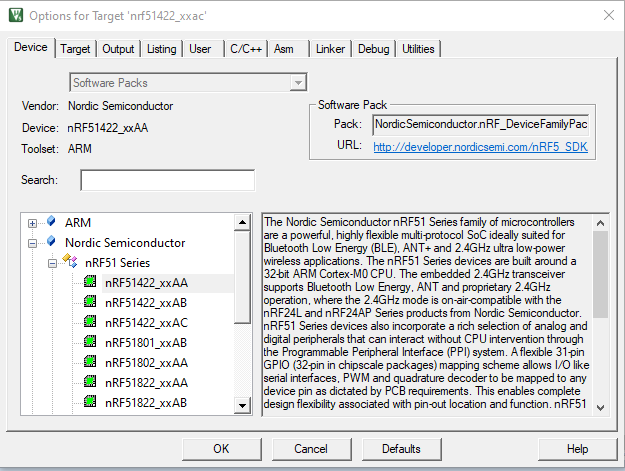 Options for Target 'nrf51422_xxac'
Device Target Output Listing User C/C++ Asm Linker Debug Utilities
Software Packs
Vendor: Nordic Semiconductor
Device: nRF51422_xxAA
Toolset: ARM
Search:
Software Pack
Pack: NordicSemiconductor.nRF_DeviceFamilyPac
URL: http://developer.nordicsemi.com/nRF5_SDK
ARM
Nordic Semiconductor
nRF51 Series
nRF51422_xxAA
nRF51422_xxAB
nRF51422_xxAC
nRF51801_xxAB
nRF51802_xxAA
nRF51822_xxAA
nRF51822_xxAB
The Nordic Semiconductor nRF51 Series family of microcontrollers
are a powerful, highly flexible multi-protocol SoC ideally suited for
Bluetooth Low Energy (BLE), ANT+ and 2.4GHz ultra low-power
wireless applications. The nRF51 Series devices are built around a
32-bit ARM Cortex-M0 CPU. The embedded 2.4GHz transceiver
supports Bluetooth Low Energy, ANT and proprietary 2.4GHz
operation, where the 2.4GHz mode is on-air-compatible with the
nRF24L and nRF24AP Series products from Nordic Semiconductor.
nRF51 Series devices also incorporate a rich selection of analog and
digital peripherals that can interact without CPU intervention through
the Programmable Peripheral Interface (PPI) system. A flexible 31-pin
GPIO (32-pin in chipscale packages) mapping scheme allows I/O like
serial interfaces, PWM and quadrature decoder to be mapped to any
device pin as dictated by PCB requirements. This enables complete
design flexibility associated with pin-out location and function. nRF51
OK Cancel Defaults Help